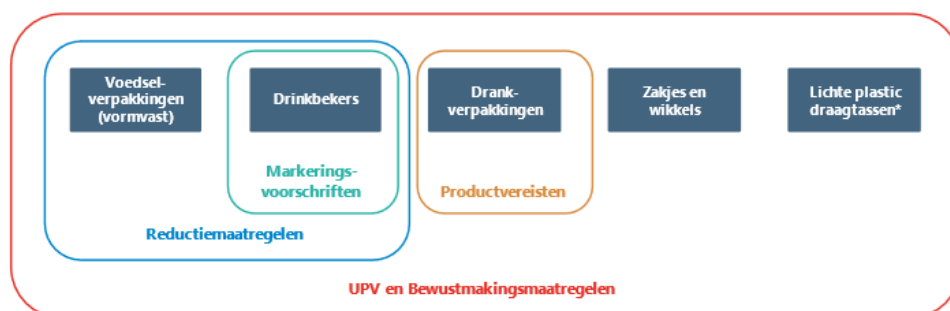 Voedsel-
verpakkingen
(vormvast)
Drinkbekers
Drank-
verpakkingen
Zakjes en
wikkels
Lichte plastic
draagtassen*
Markerings-
voorschriften
Productvereisten
Reductiemaatregelen
UPV en Bewustmakingsmaatregelen